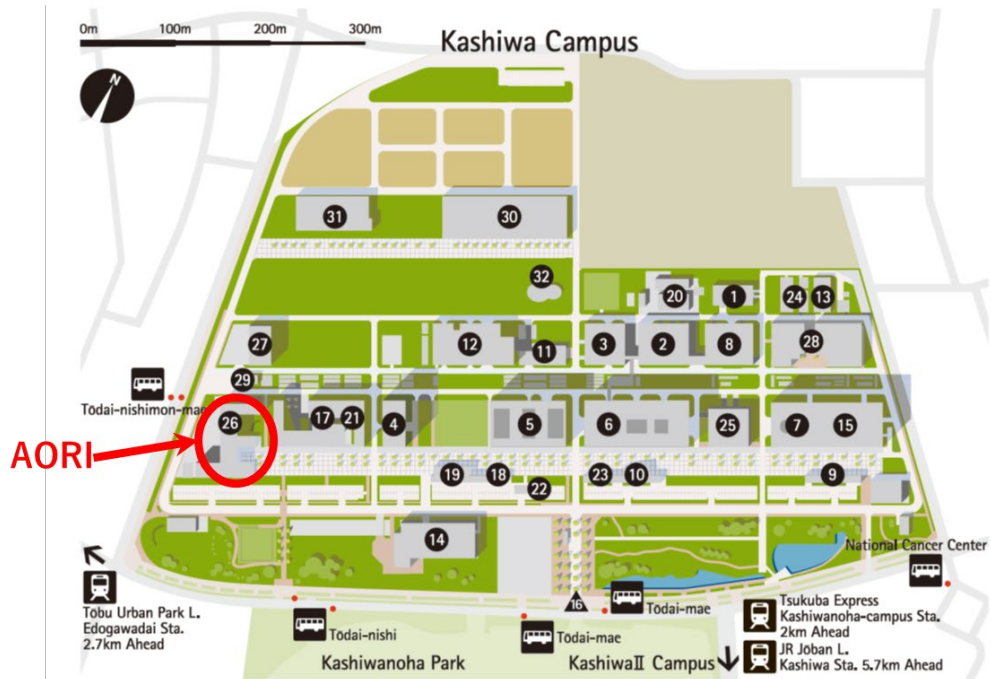 0m 100m 200m 300m
Kashiwa Campus
N
31
30
32
20
1
24
13
27
12
11
3
2
8
28
29
Tōdai-nishimon-mae
26
17
21
4
5
6
25
7
15
AORI
19
18
22
23
10
9
14
National Cancer Center
16
Tōdai-mae
Tōbu Urban Park L.
Edogawadai Sta.
2.7km Ahead
Tōdai-nishi
Tōdai-mae
Tsukuba Express
Kashiwanoha-campus Sta.
2km Ahead
JR Jōban L.
Kashiwa Sta. 5.7km Ahead
Kashiwanoha Park
KashiwaII Campus